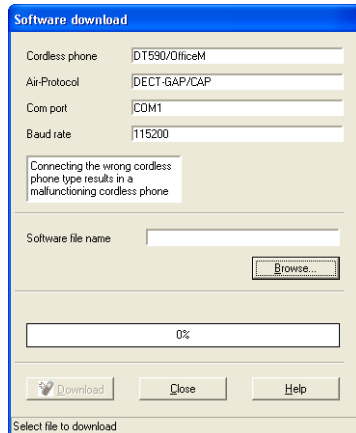 Software download
Cordless phone DT590/OfficeM
Air-Protocol DECT-GAP/CAP
Com port COM1
Baud rate 115200
Connecting the wrong cordless
phone type results in a
malfunctioning cordless phone
Software file name
Browse...
0%
Download Close Help
Select file to download